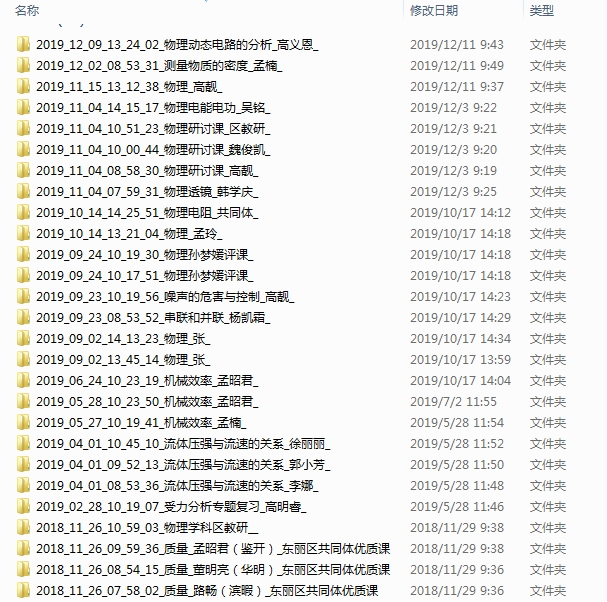 名称 修改日期 类型
2019_12_09_13_24_02_物理动态电路的分析_高义恩_ 2019/12/11 9:43 文件夹
2019_12_02_08_53_31_测量物质的密度_孟楠_ 2019/12/11 9:49 文件夹
2019_11_15_13_12_38_物理_高靓_ 2019/12/11 9:37 文件夹
2019_11_04_14_15_17_物理电能电功_吴铭_ 2019/12/3 9:22 文件夹
2019_11_04_10_51_23_物理研讨课_区教研_ 2019/12/3 9:21 文件夹
2019_11_04_10_00_44_物理研讨课_魏俊凯_ 2019/12/3 9:20 文件夹
2019_11_04_08_58_30_物理研讨课_高靓_ 2019/12/3 9:19 文件夹
2019_11_04_07_59_31_物理透镜_韩学庆_ 2019/12/3 9:25 文件夹
2019_10_14_14_25_51_物理电阻_共同体_ 2019/10/17 14:12 文件夹
2019_10_14_13_21_04_物理_孟玲_ 2019/10/17 14:18 文件夹
2019_09_24_10_19_30_物理孙梦媛评课_ 2019/10/17 14:18 文件夹
2019_09_24_10_17_51_物理孙梦媛评课_ 2019/10/17 14:18 文件夹
2019_09_23_10_19_56_噪声的危害与控制_高靓_ 2019/10/17 14:23 文件夹
2019_09_23_08_53_52_串联和并联_杨凯霜_ 2019/10/17 14:29 文件夹
2019_09_02_14_13_23_物理_张_ 2019/10/17 14:34 文件夹
2019_09_02_13_45_14_物理_张_ 2019/10/17 13:59 文件夹
2019_06_24_10_23_19_机械效率_孟昭君_ 2019/10/17 14:04 文件夹
2019_05_28_10_23_50_机械效率_孟昭君_ 2019/7/2 11:55 文件夹
2019_05_27_10_19_41_机械效率_孟楠_ 2019/5/28 11:54 文件夹
2019_04_01_10_45_10_流体压强与流速的关系_徐丽丽_ 2019/5/28 11:52 文件夹
2019_04_01_09_52_13_流体压强与流速的关系_郭小芳_ 2019/5/28 11:50 文件夹
2019_04_01_08_53_36_流体压强与流速的关系_李娜_ 2019/5/28 11:48 文件夹
2019_02_28_10_19_07_受力分析专题复习_高明睿_ 2019/5/28 11:46 文件夹
2018_11_26_10_59_03_物理学科区教研__ 2018/11/29 9:38 文件夹
2018_11_26_09_59_36_质量_孟昭君（鉴开）_东丽区共同体优质课 2018/11/29 9:38 文件夹
2018_11_26_08_54_15_质量_董明亮（华明）_东丽区共同体优质课 2018/11/29 9:36 文件夹
2018_11_26_07_58_02_质量_路畅（滨瑕）_东丽区共同体优质课 2018/11/29 9:36 文件夹